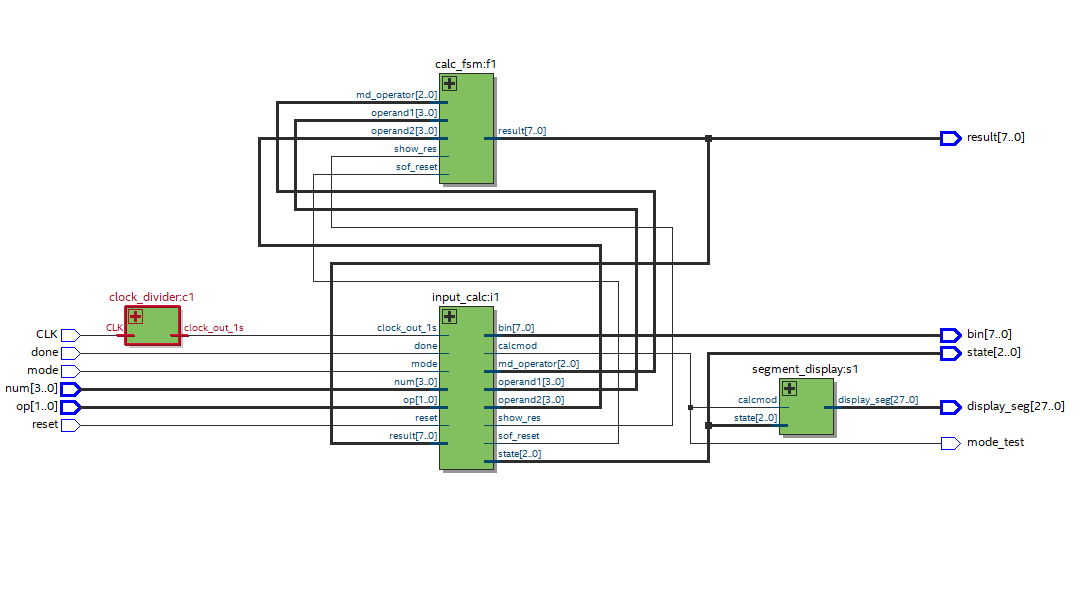 calc_fsm:f1
md_operator[2..0]
operand1[3..0]
operand2[3..0]
result[7..0]
result[7..0]
show_res
sof_reset
clock_divider:c1
input_calc:i1
CLK
CLK
clock_out_1s
clock_out_1s
bin[7..0]
bin[7..0]
done
done
calcmod
state[2..0]
mode
mode
md_operator[2..0]
segment_display:s1
num[3..0]
num[3..0]
operand1[3..0]
op[1..0]
op[1..0]
operand2[3..0]
calcmod
display_seg[27..0]
display_seg[27..0]
reset
reset
show_res
state[2..0]
result[7..0]
sof_reset
mode_test
state[2..0]